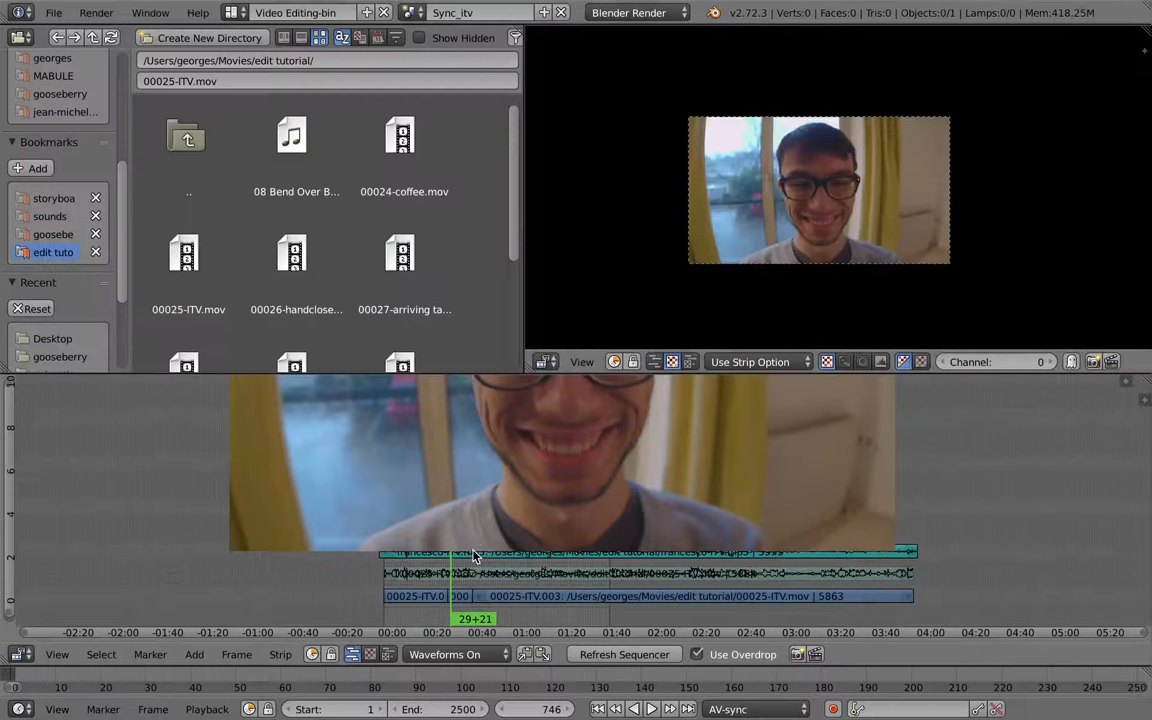 File Render Window Help Video Editing-bin Sync_itv Blender Render v2.72.3 | Verts:0 | Faces:0 | Tris:0 | Objects:0/1 | Lamps:0/0 | Mem:418.25M
Create New Directory Show Hidden
georges
MABULE
gooseberry
jean-michel...
Bookmarks
Add
storyboa
sounds
goosebe
edit tuto
Recent
Reset
Desktop
gooseberry
/Users/georges/Movies/edit tutorial/
00025-ITV.mov
..
08 Bend Over B...
00024-coffee.mov
00025-ITV.mov
00026-handclose...
00027-arriving ta...
View Use Strip Option Channel: 0
10
8
6
4
2
0
00025-ITV.0 000 00025-ITV.003: /Users/georges/Movies/edit tutorial/00025-ITV.mov | 5863
29+21
-02:20 -02:00 -01:40 -01:20 -01:00 -00:40 -00:20 00:00 00:20 00:40 01:00 01:20 01:40 02:00 02:20 02:40 03:00 03:20 03:40 04:00 04:20 04:40 05:00 05:20
View Select Marker Add Frame Strip Waveforms On Refresh Sequencer Use Overdrop
0 10 20 30 40 50 60 70 80 90 100 110 120 130 140 150 160 170 180 190 200 210 220 230 240 250
View Marker Frame Playback Start: 1 End: 2500 746 AV-sync